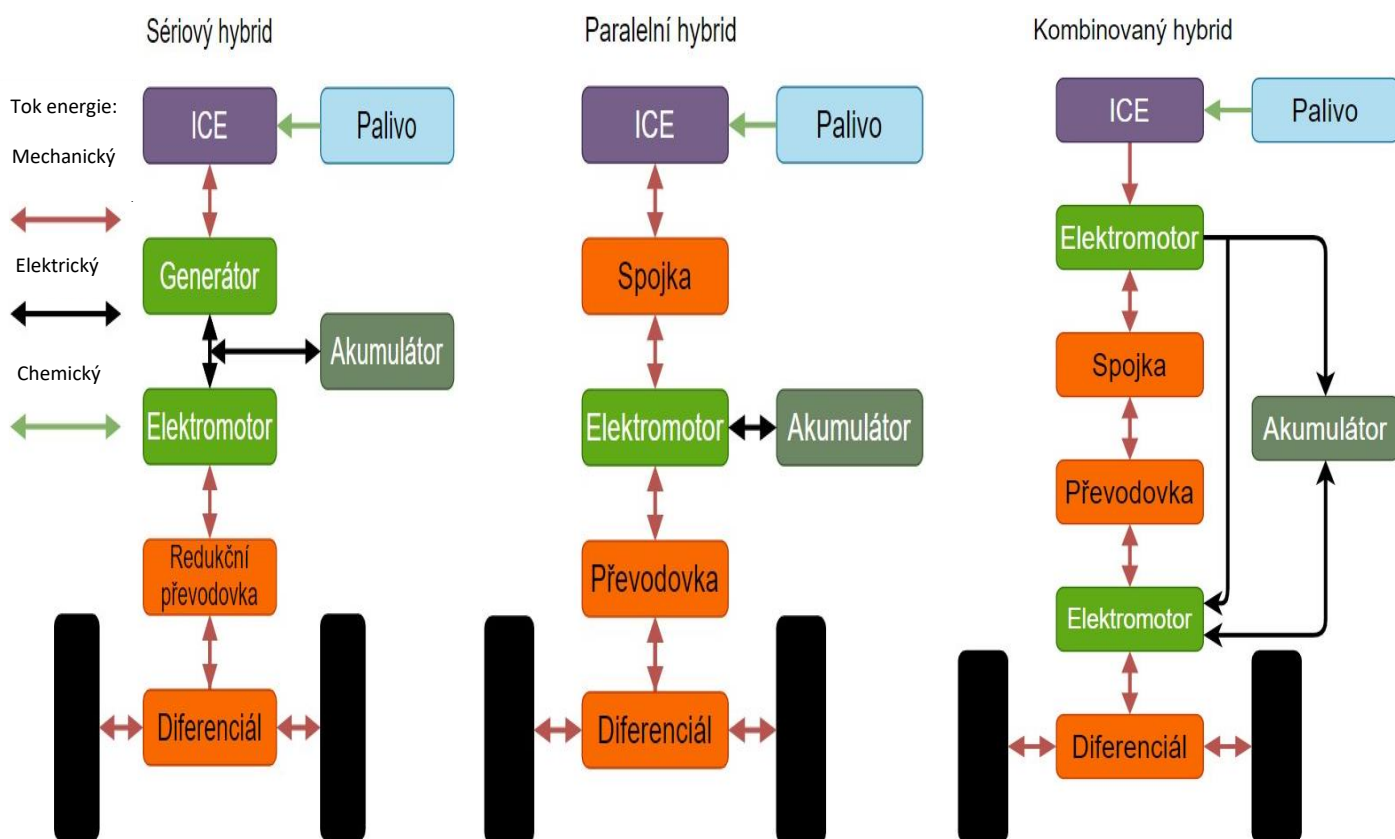 Sériový hybrid
Paralelní hybrid
Kombinovaný hybrid
Tok energie:
Mechanický
Elektrický
Chemický
ICE
Palivo
Generátor
Akumulátor
Elektromotor
Redukční
převodovka
Diferenciál
ICE
Palivo
Spojka
Elektromotor
Akumulátor
Převodovka
Diferenciál
ICE
Palivo
Elektromotor
Spojka
Akumulátor
Převodovka
Elektromotor
Diferenciál